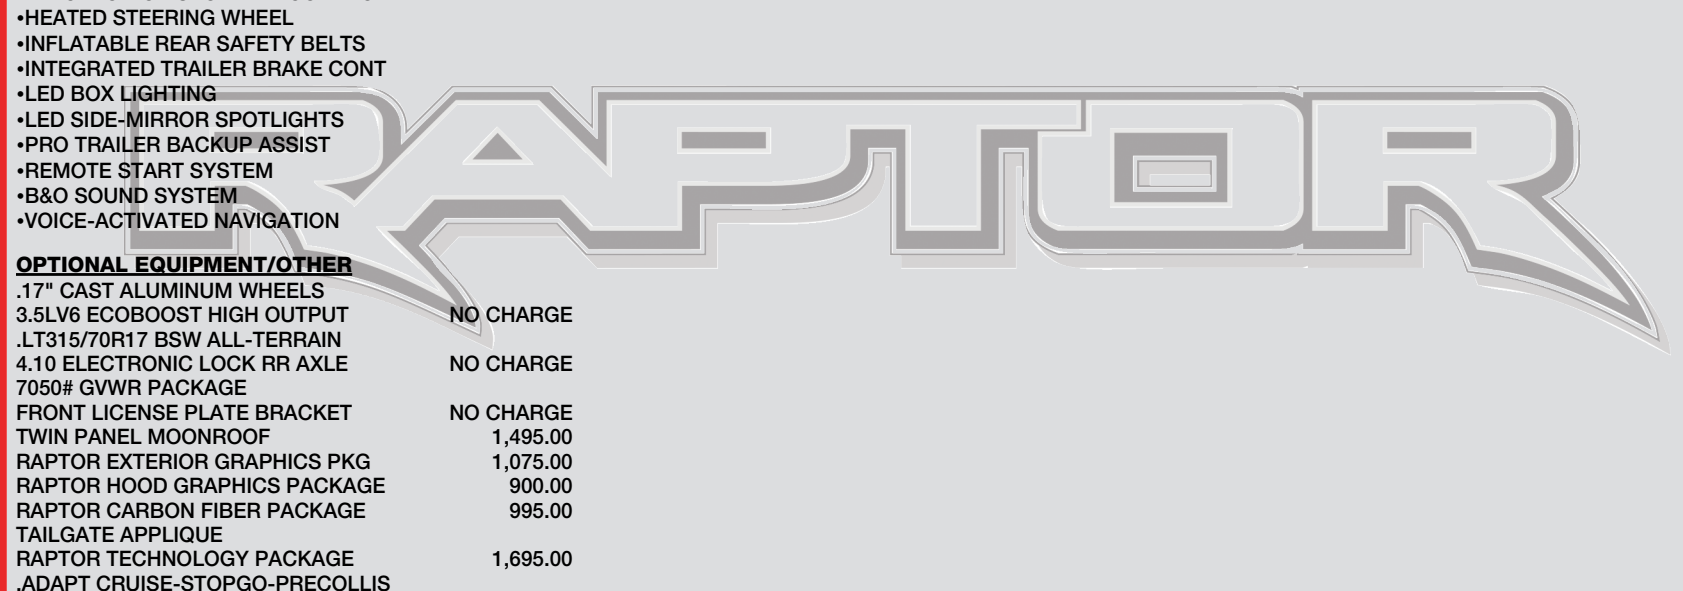 •HEATED STEERING WHEEL
•INFLATABLE REAR SAFETY BELTS
•INTEGRATED TRAILER BRAKE CONT
•LED BOX LIGHTING
•LED SIDE-MIRROR SPOTLIGHTS
•PRO TRAILER BACKUP ASSIST
•REMOTE START SYSTEM
•B&O SOUND SYSTEM
•VOICE-ACTIVATED NAVIGATION
RAPTOR
OPTIONAL EQUIPMENT/OTHER
.17" CAST ALUMINUM WHEELS
3.5LV6 ECOBOOST HIGH OUTPUT NO CHARGE
.LT315/70R17 BSW ALL-TERRAIN
4.10 ELECTRONIC LOCK RR AXLE NO CHARGE
7050# GVWR PACKAGE
FRONT LICENSE PLATE BRACKET NO CHARGE
TWIN PANEL MOONROOF 1,495.00
RAPTOR EXTERIOR GRAPHICS PKG 1,075.00
RAPTOR HOOD GRAPHICS PACKAGE 900.00
RAPTOR CARBON FIBER PACKAGE 995.00
TAILGATE APPLIQUE
RAPTOR TECHNOLOGY PACKAGE 1,695.00
.ADAPT CRUISE-STOPGO-PRECOLLIS